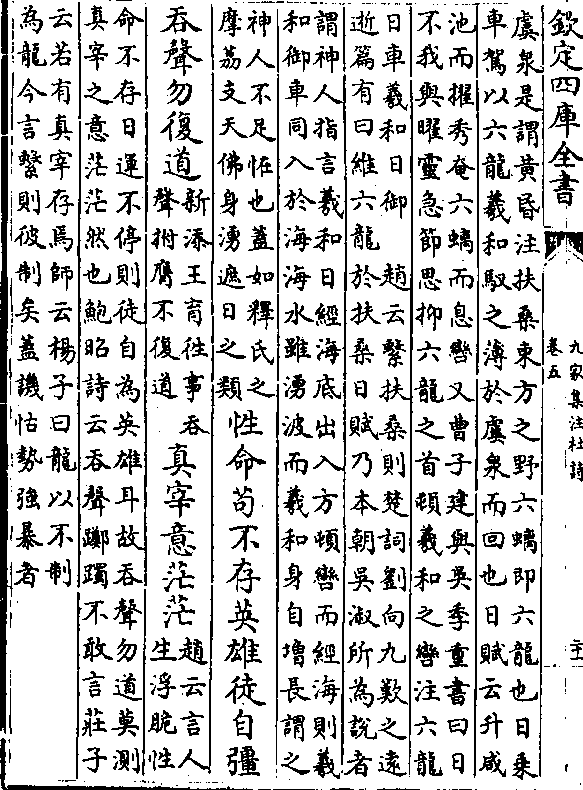 欽定四庫全書
九家集注杜詩
卷五
二十
虞泉是謂黄昏注扶桑東方之野六螭即六龍也日乘
車駕以六龍羲和馭之薄於虞泉而回也日賦云升咸
池而擢秀奄六螭而息轡又曹子建與吳季重書曰日
不我與曜靈急節思抑六龍之首頓羲和之轡注六龍
日車羲和日御　趙云繫扶桑則楚詞劉向九歎之遠
逝篇有曰維六龍於扶桑日賦乃本朝吳淑所為說者
謂神人指言羲和日經海底出入方頓轡而經海則羲
和御車同入於海海水雖湧波而羲和身自增長謂之
神人不足怪也蓋如釋氏之
摩荔支天佛身湧遮日之類
性命苟不存英雄徒自彊
吞聲勿復道
新添王育徃事吞
聲拊膺不復道
真宰意茫茫
趙云言人
生浮脆性
命不存日運不停則徒自為英雄耳故吞聲勿道莫測
真宰之意茫茫然也鮑昭詩云吞聲躑躅不敢言莊子
云若有真宰存焉師云楊子曰龍以不制
為龍今言繫則彼制矣蓋譏怙勢強暴者